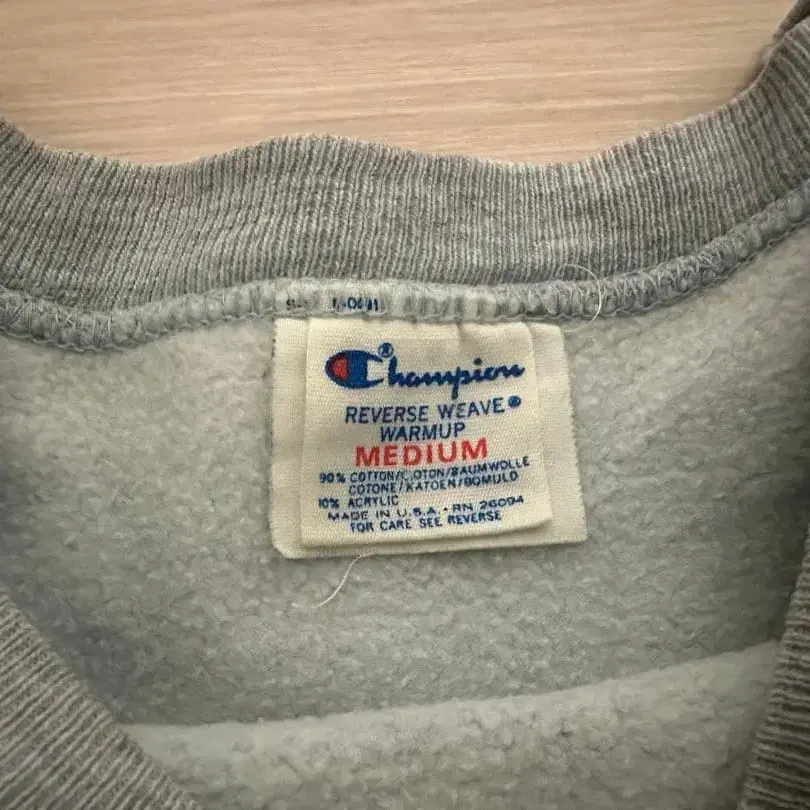 Champion®
REVERSE WEAVE®
WARMUP
MEDIUM
90% COTTON/COTON/BAUMWOLLE
COTONE/KATOEN/BOMULD
10% ACRYLIC
MADE IN U.S.A. · RN 26094
FOR CARE SEE REVERSE